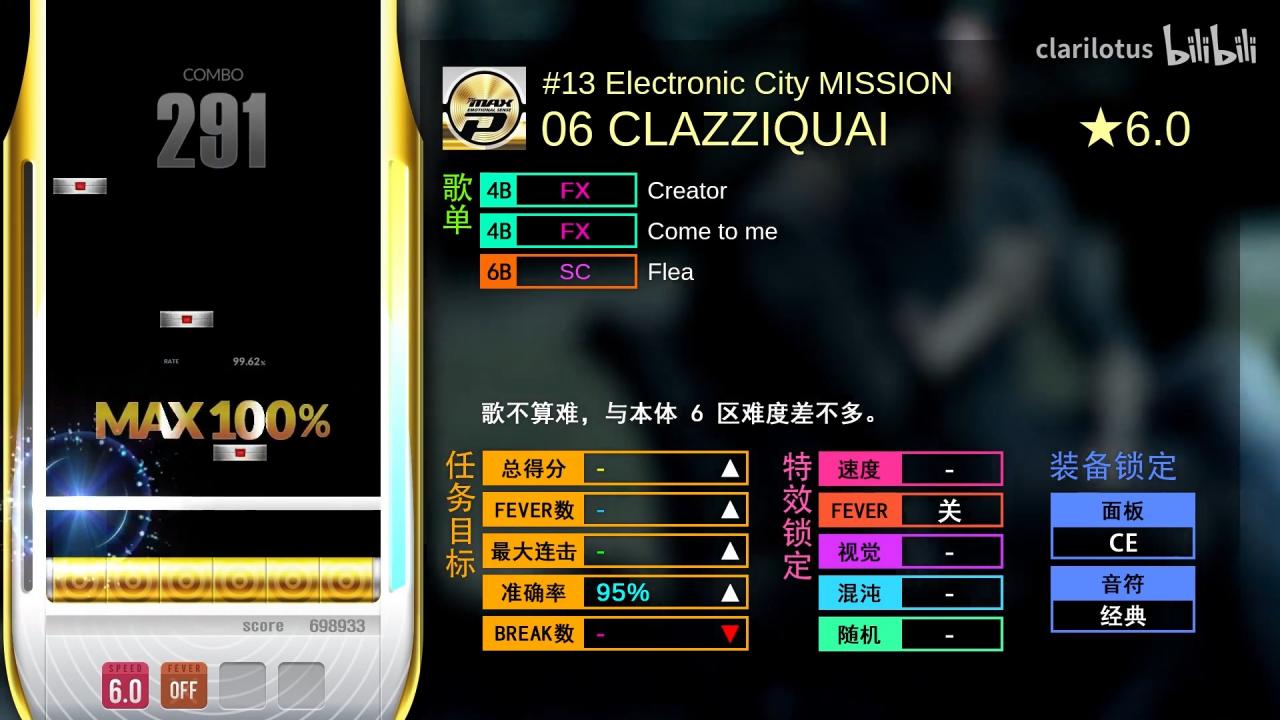 COMBO
291
RATE 99.62%
MAX 100%
score 698933
SPEED
6.0
FEVER
OFF
clarilotus bilibili
THE MAX
EMOTIONAL SENSE
P
#13 Electronic City MISSION
06 CLAZZIQUAI
★6.0
歌单
4B FX Creator
4B FX Come to me
6B SC Flea
歌不算难，与本体 6 区难度差不多。
任务目标
总得分 - ▲
FEVER数 - ▲
最大连击 - ▲
准确率 95% ▲
BREAK数 - ▼
特效锁定
速度 -
FEVER 关
视觉 -
混沌 -
随机 -
装备锁定
面板
CE
音符
经典